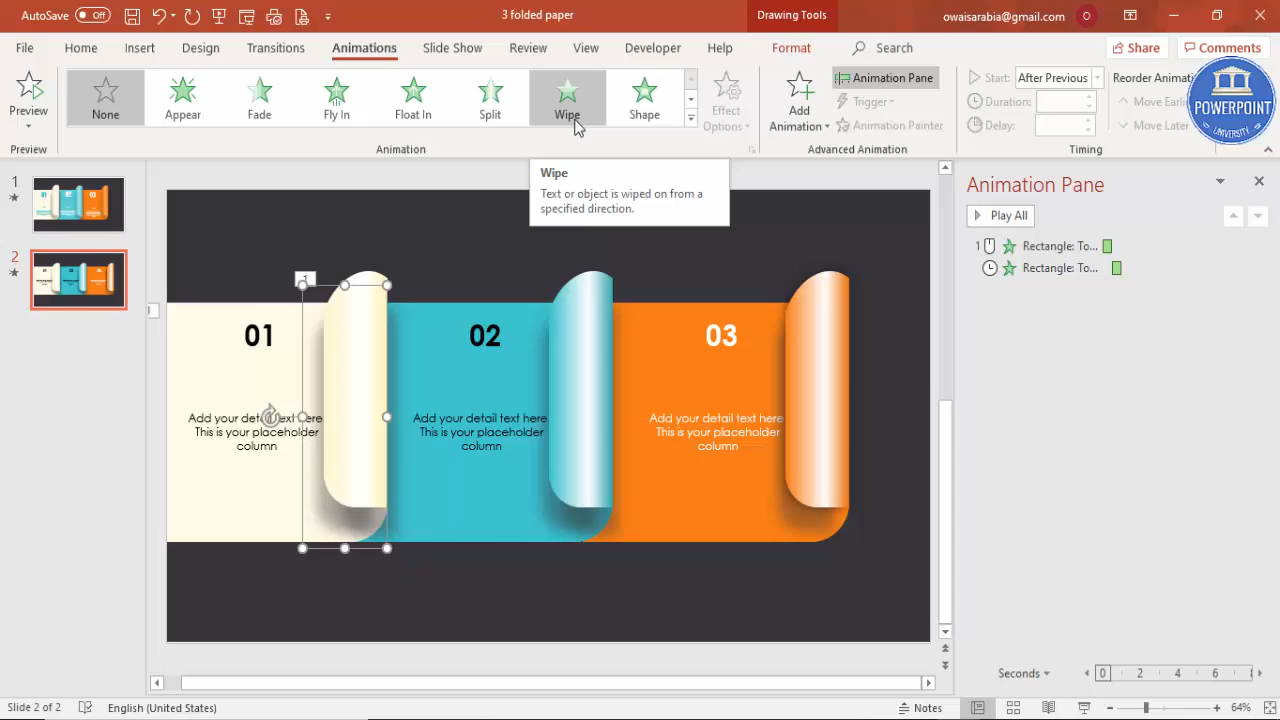 AutoSave Off
3 folded paper
Drawing Tools
owaisarabia@gmail.com O
File Home Insert Design Transitions Animations Slide Show Review View Developer Help Format Search Share Comments
Preview
None Appear Fade Fly In Float In Split Wipe Shape
Effect
Options
Add
Animation
Animation Pane
Trigger
Animation Painter
Start: After Previous
Duration:
Delay:
Reorder Animati
Move Earli
Move Later
POWERPOINT
UNIVERSITY
Preview
Animation
Advanced Animation
Timing
Wipe
Text or object is wiped on from a
specified direction.
1
2
1
01
Add your detail text here
This is your placeholder
column
02
Add your detail text here
This is your placeholder
column
03
Add your detail text here
This is your placeholder
column
Animation Pane
Play All
1 Rectangle: To...
Rectangle: To...
Seconds 0 2 4 6
Slide 2 of 2
English (United States)
Notes
64%